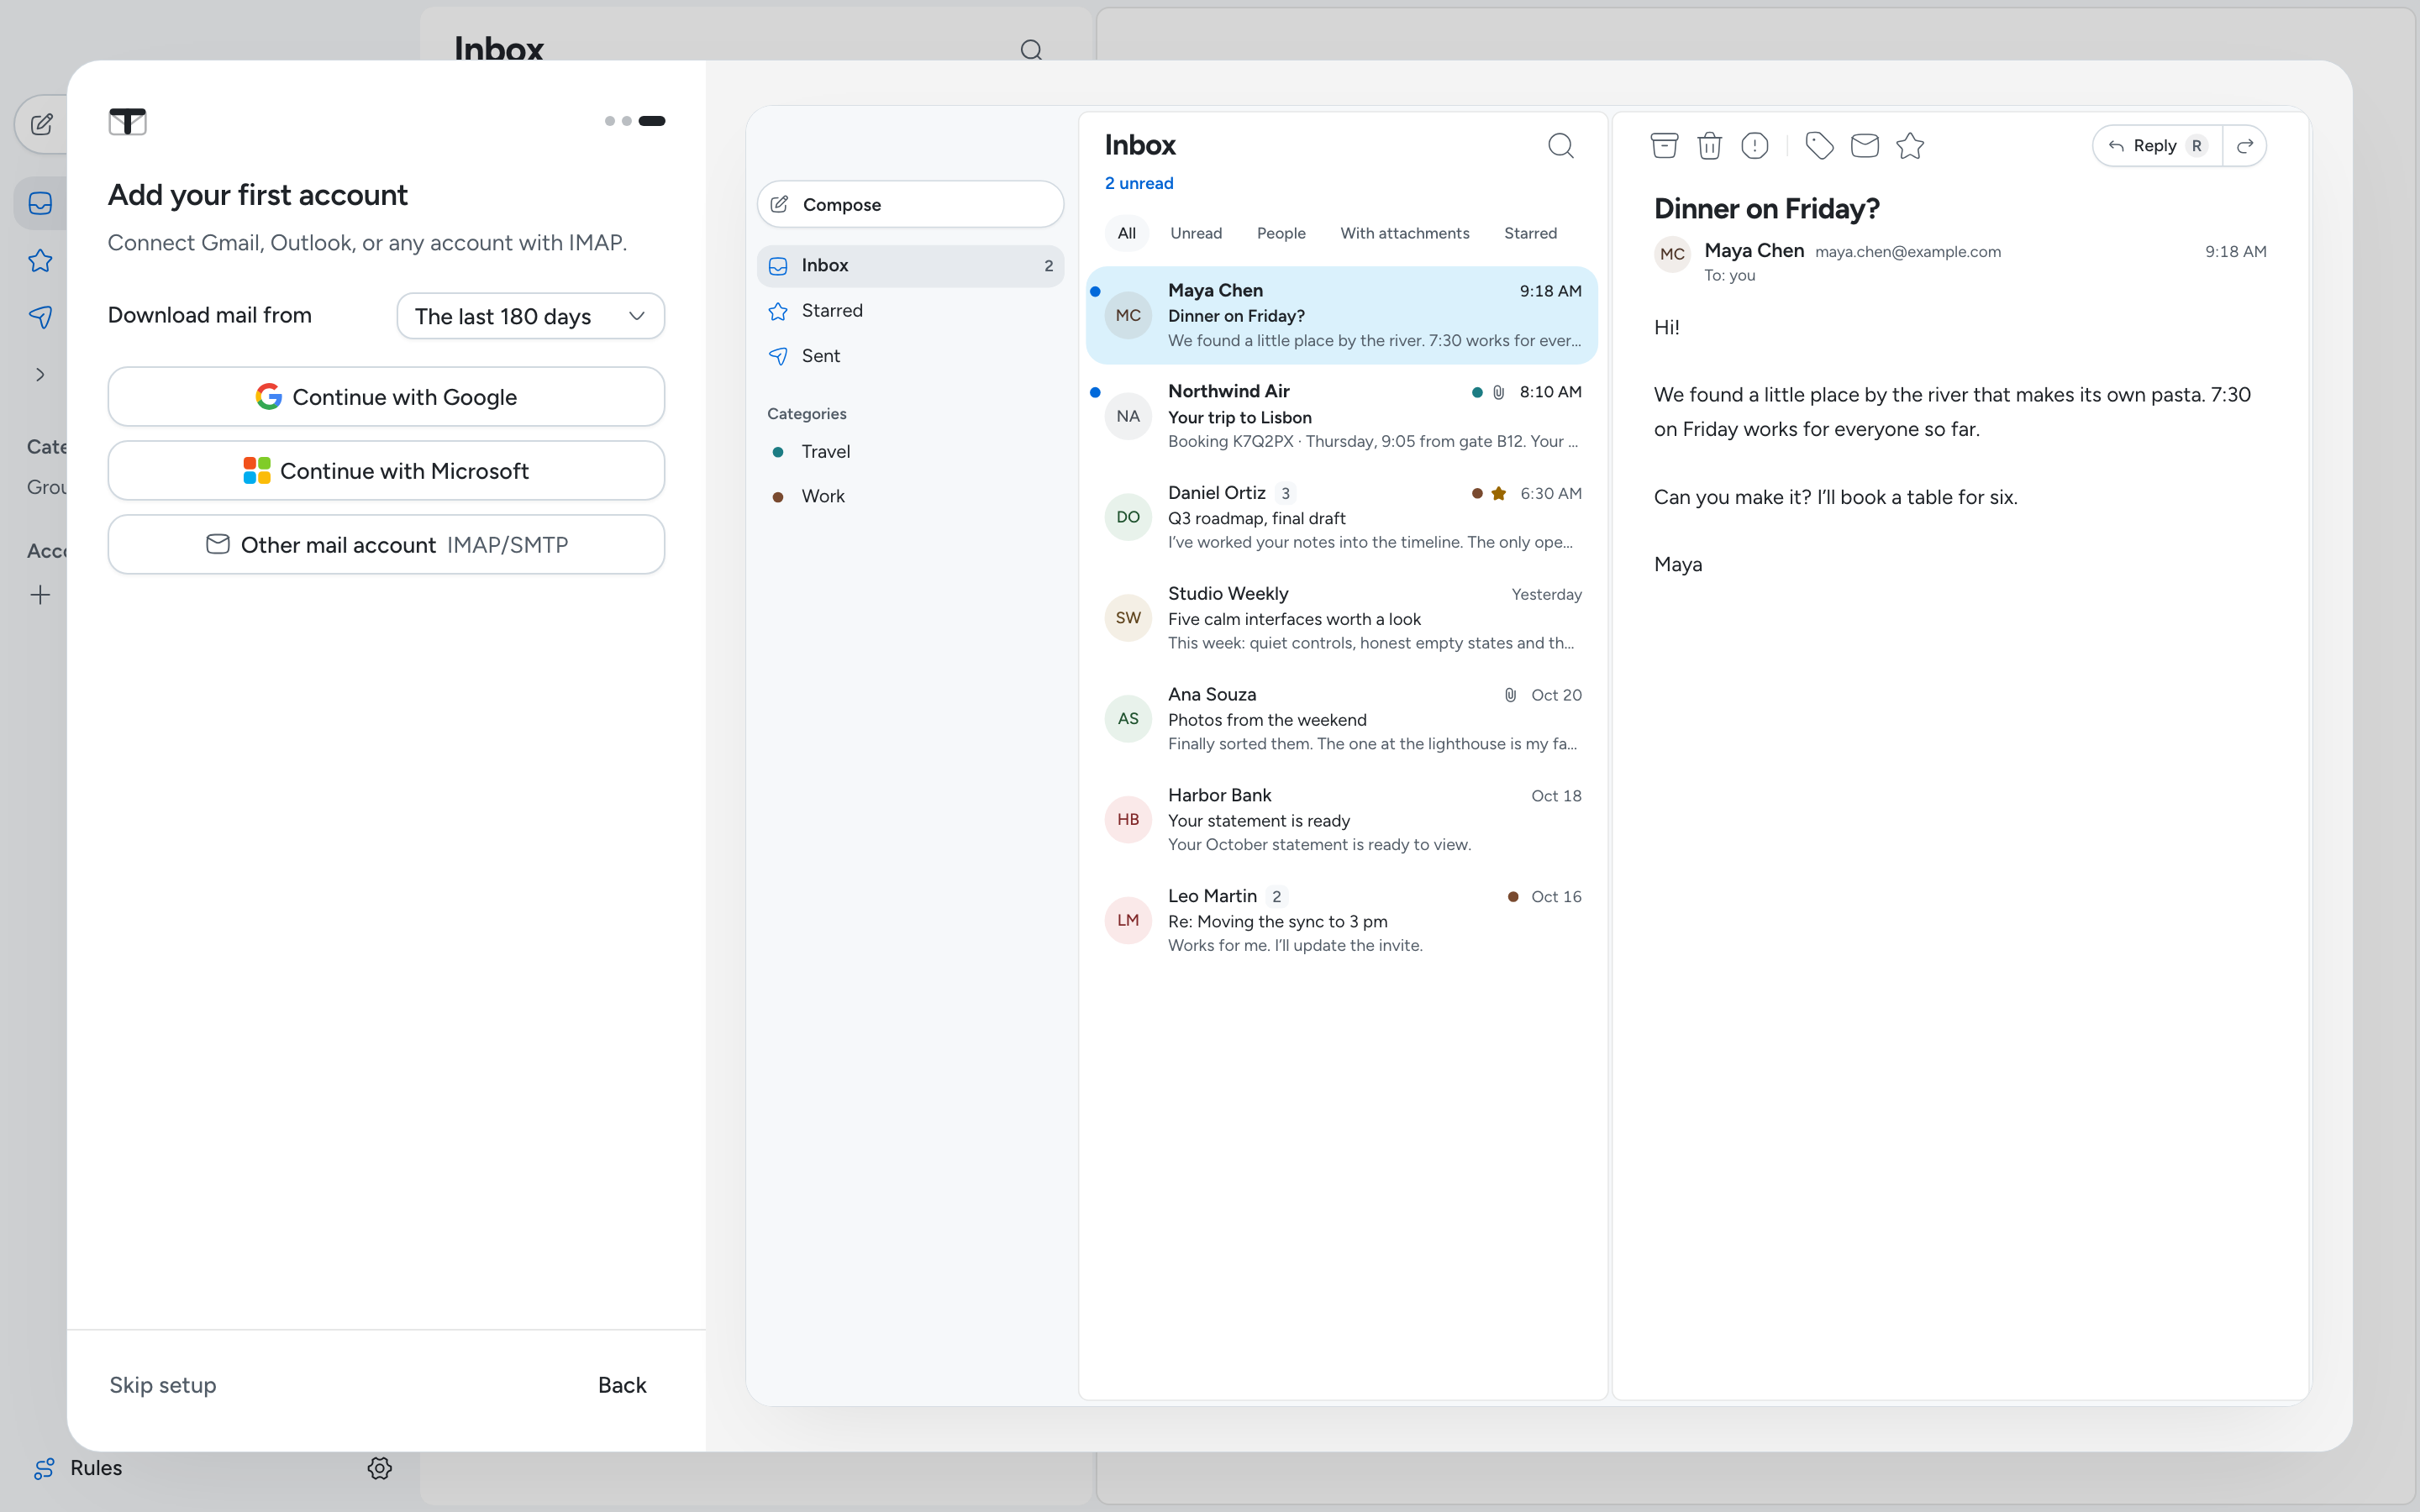 Inbox
Cate
Grou
Acco
Rules
Add your first account
Connect Gmail, Outlook, or any account with IMAP.
Download mail from The last 180 days
Continue with Google
Continue with Microsoft
Other mail account IMAP/SMTP
Skip setup Back
Compose
Inbox 2
Starred
Sent
Categories
Travel
Work
Inbox
2 unread
All Unread People With attachments Starred
MC
Maya Chen 9:18 AM
Dinner on Friday?
We found a little place by the river. 7:30 works for ever...
NA
Northwind Air 8:10 AM
Your trip to Lisbon
Booking K7Q2PX · Thursday, 9:05 from gate B12. Your ...
DO
Daniel Ortiz 3 6:30 AM
Q3 roadmap, final draft
I’ve worked your notes into the timeline. The only ope...
SW
Studio Weekly Yesterday
Five calm interfaces worth a look
This week: quiet controls, honest empty states and th...
AS
Ana Souza Oct 20
Photos from the weekend
Finally sorted them. The one at the lighthouse is my fa...
HB
Harbor Bank Oct 18
Your statement is ready
Your October statement is ready to view.
LM
Leo Martin 2 Oct 16
Re: Moving the sync to 3 pm
Works for me. I’ll update the invite.
Reply R
Dinner on Friday?
MC
Maya Chen maya.chen@example.com 9:18 AM
To: you
Hi!
We found a little place by the river that makes its own pasta. 7:30
on Friday works for everyone so far.
Can you make it? I’ll book a table for six.
Maya